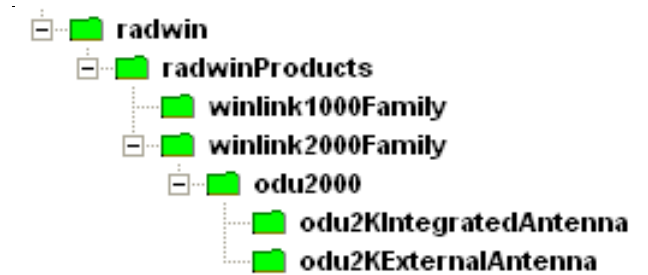 radwin
radwinProducts
winlink1000Family
winlink2000Family
odu2000
odu2KIntegratedAntenna
odu2KExternalAntenna